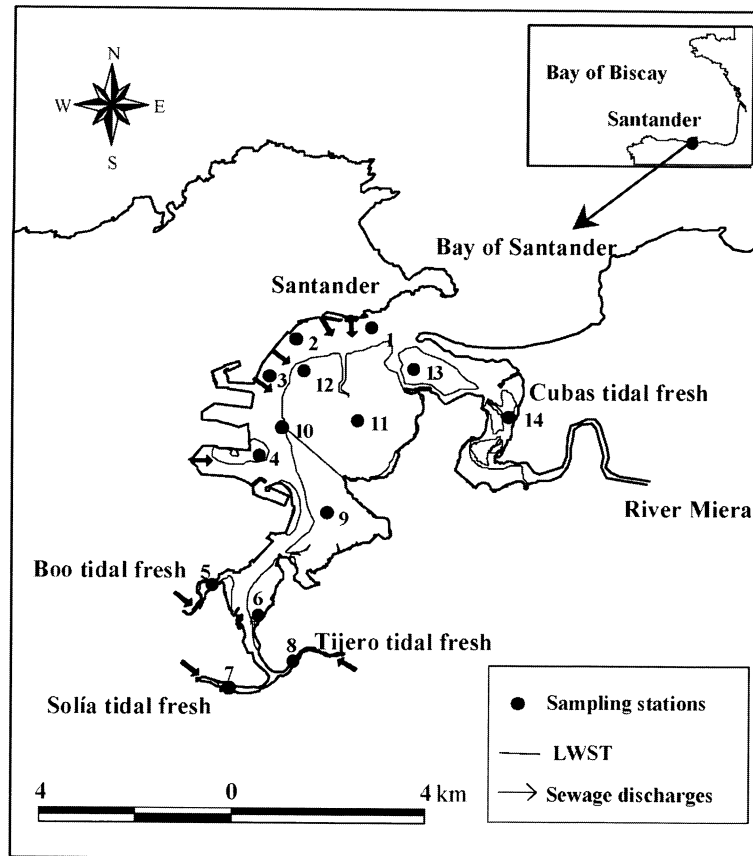 N
W E
S
Bay of Biscay
Santander
Bay of Santander
Santander
1
2
3
12
13
Cubas tidal fresh
14
10
11
4
River Miera
9
Boo tidal fresh
5
6
Tijero tidal fresh
8
7
Solía tidal fresh
Sampling stations
LWST
Sewage discharges
4 0 4 km